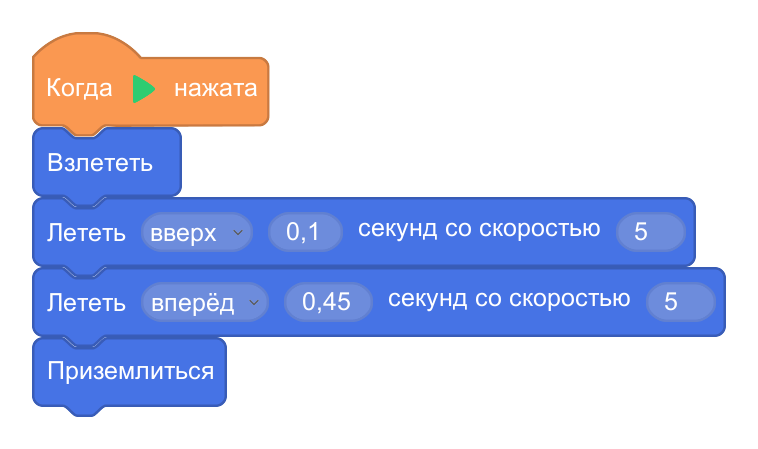 Когда нажата
Взлететь
Лететь вверх 0,1 секунд со скоростью 5
Лететь вперёд 0,45 секунд со скоростью 5
Приземлиться